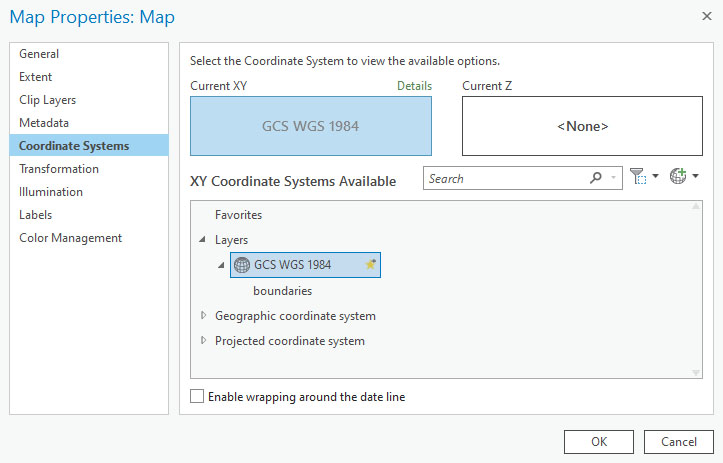 Map Properties: Map
General
Extent
Clip Layers
Metadata
Coordinate Systems
Transformation
Illumination
Labels
Color Management
Select the Coordinate System to view the available options.
Current XY Details Current Z
GCS WGS 1984 <None>
XY Coordinate Systems Available Search
Favorites
Layers
GCS WGS 1984
boundaries
Geographic coordinate system
Projected coordinate system
Enable wrapping around the date line
OK Cancel